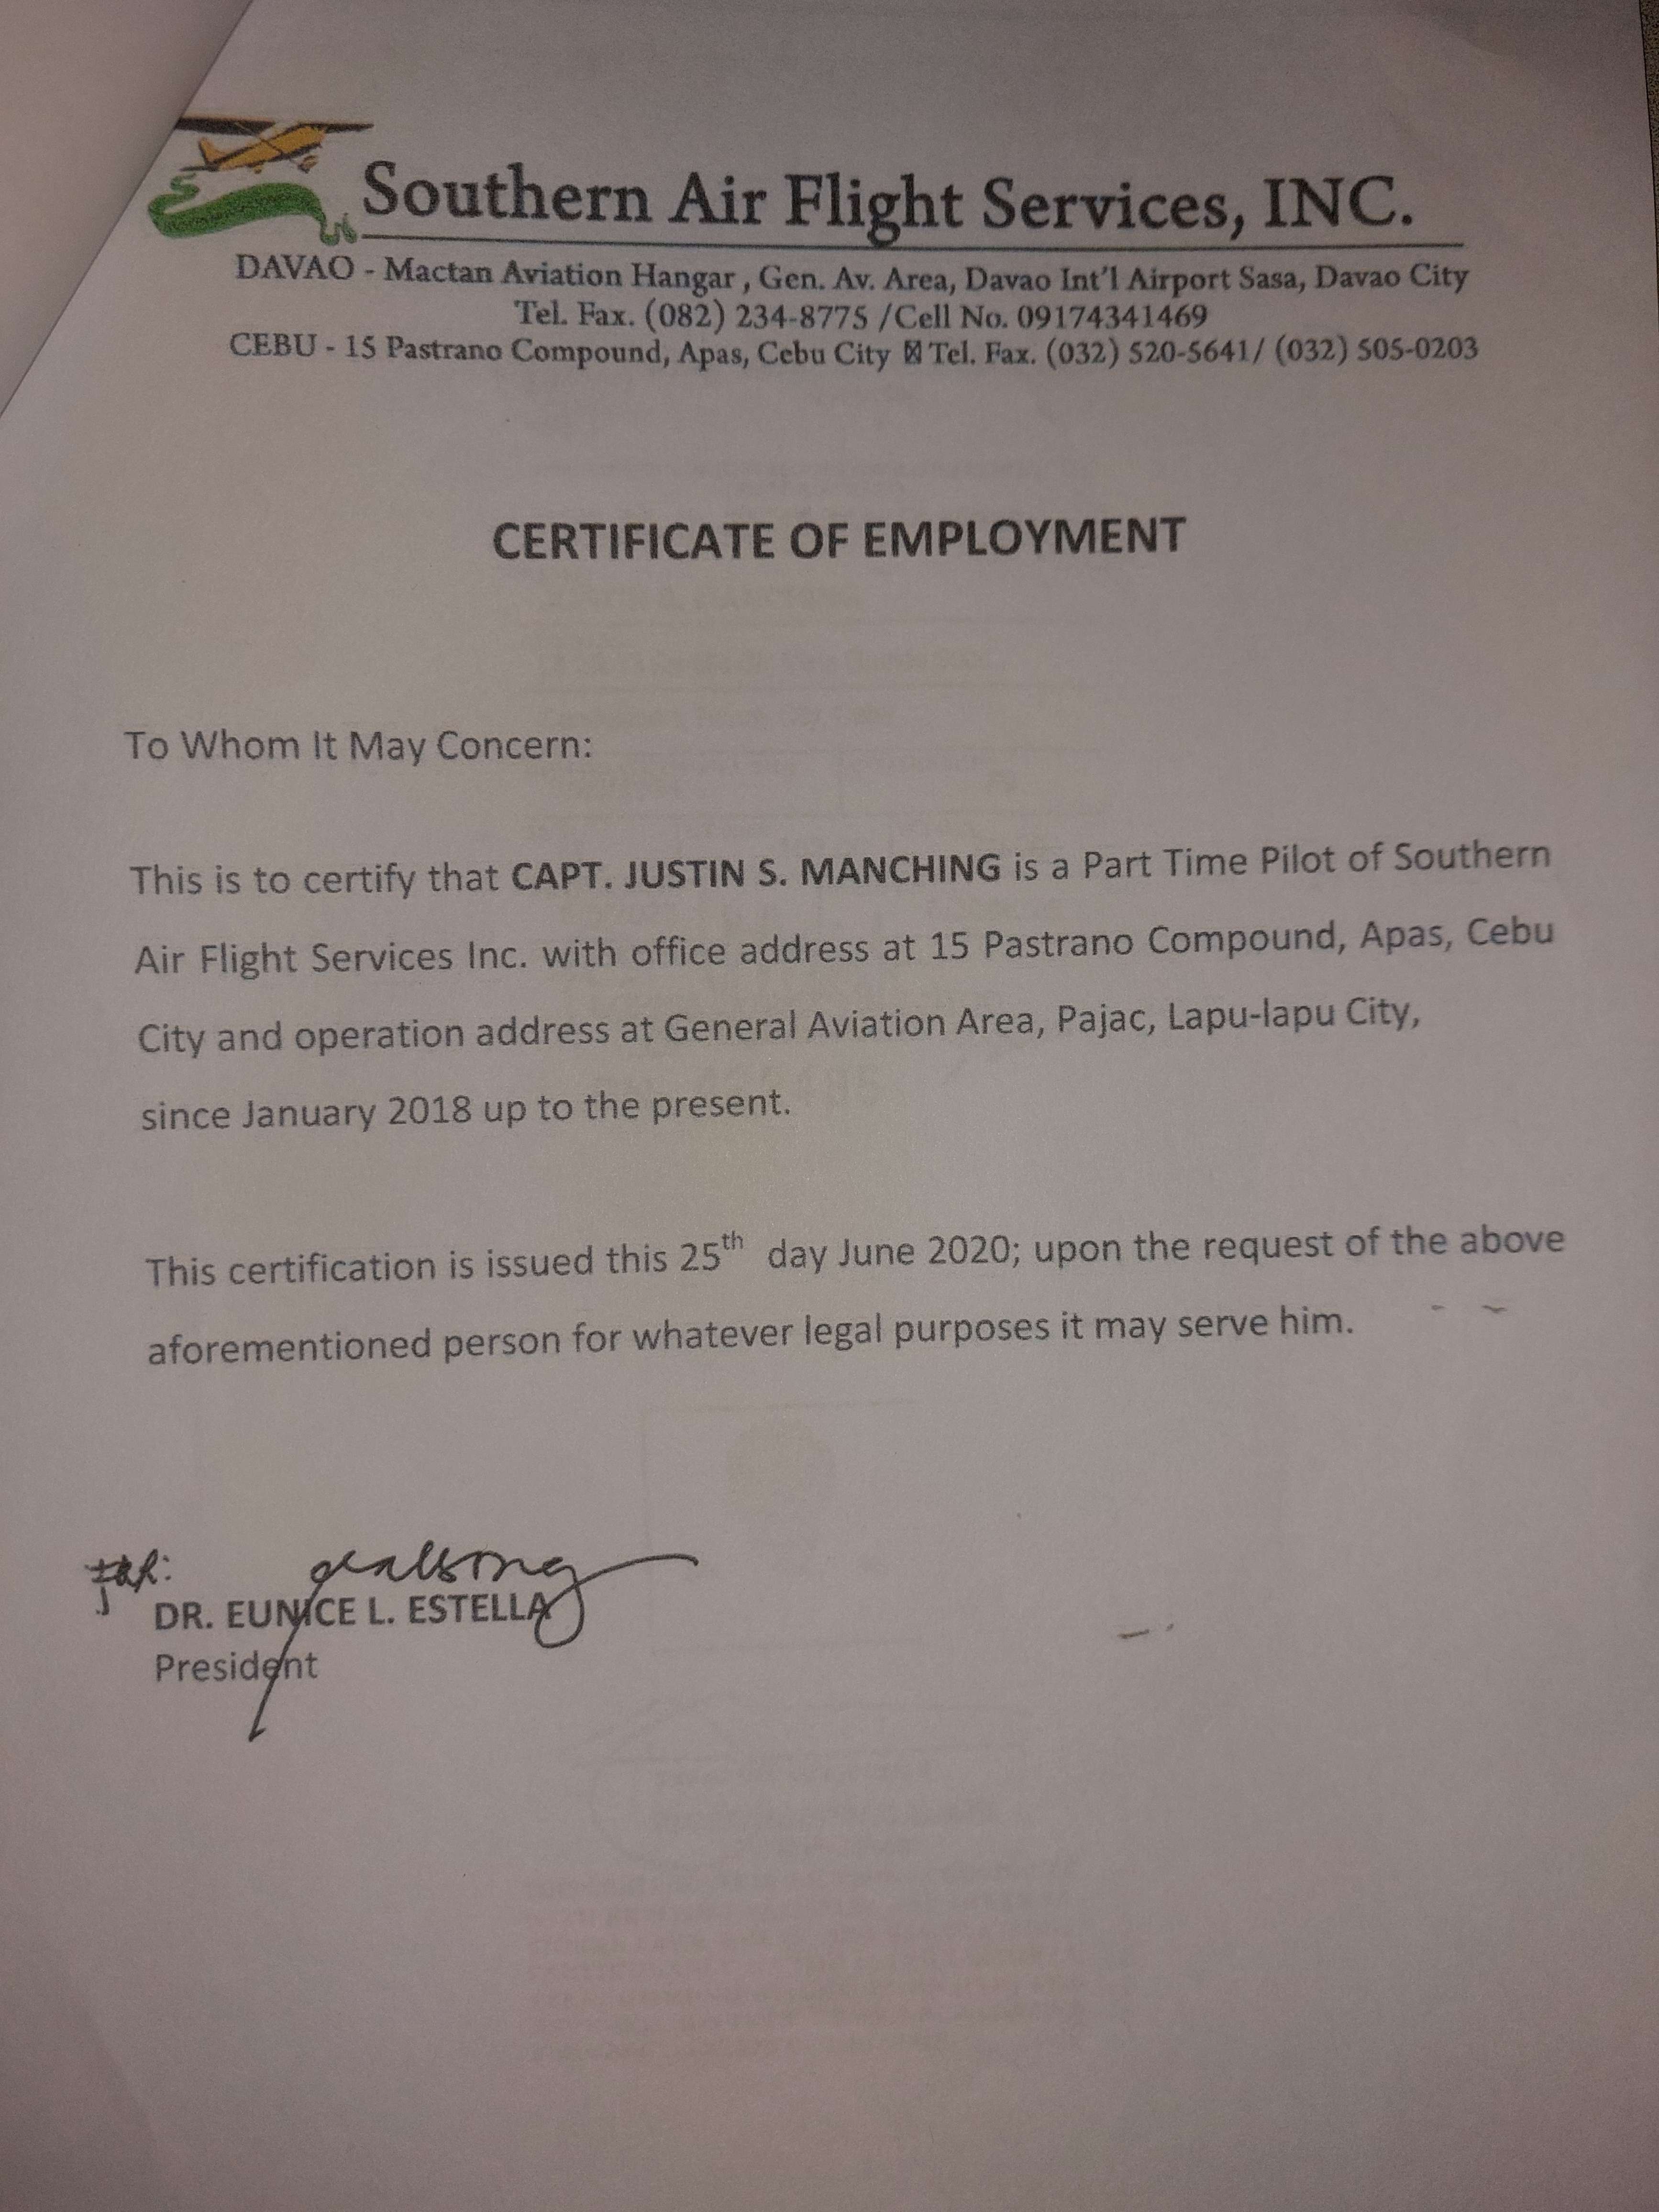 Southern Air Flight Services, INC.
DAVAO - Mactan Aviation Hangar , Gen. Av. Area, Davao Int'l Airport Sasa, Davao City
Tel. Fax. (082) 234-8775 /Cell No. 09174341469
CEBU - 15 Pastrano Compound, Apas, Cebu City Tel. Fax. (032) 520-5641/ (032) 505-0203
CERTIFICATE OF EMPLOYMENT
To Whom It May Concern:
This is to certify that CAPT. JUSTIN S. MANCHING is a Part Time Pilot of Southern
Air Flight Services Inc. with office address at 15 Pastrano Compound, Apas, Cebu
City and operation address at General Aviation Area, Pajac, Lapu-lapu City,
since January 2018 up to the present.
This certification is issued this 25th day June 2020; upon the request of the above
aforementioned person for whatever legal purposes it may serve him.
DR. EUNICE L. ESTELLA
President